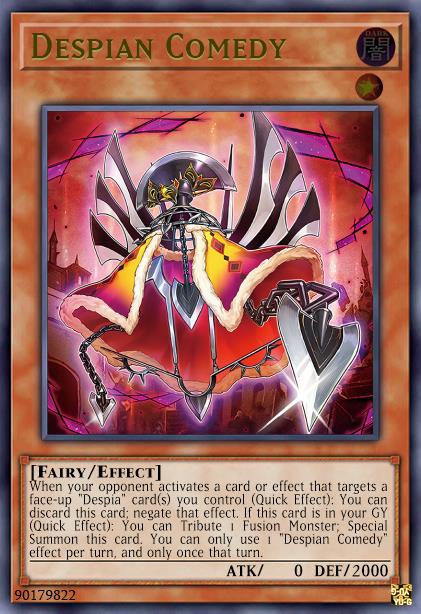 Despian Comedy
DARK
闇
[Fairy/Effect]
When your opponent activates a card or effect that targets a
face-up "Despia" card(s) you control (Quick Effect): You can
discard this card; negate that effect. If this card is in your GY
(Quick Effect): You can Tribute 1 Fusion Monster; Special
Summon this card. You can only use 1 "Despian Comedy"
effect per turn, and only once that turn.
ATK/ 0 DEF/2000
90179822